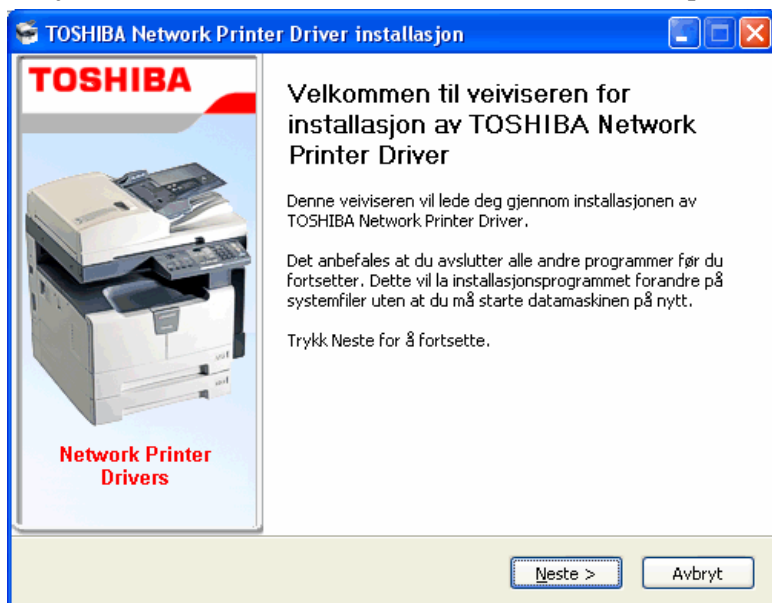 TOSHIBA Network Printer Driver installasjon
TOSHIBA
Velkommen til veiviseren for
installasjon av TOSHIBA Network
Printer Driver
Denne veiviseren vil lede deg gjennom installasjonen av
TOSHIBA Network Printer Driver.
Det anbefales at du avslutter alle andre programmer før du
fortsetter. Dette vil la installasjonsprogrammet forandre på
systemfiler uten at du må starte datamaskinen på nytt.
Trykk Neste for å fortsette.
Network Printer
Drivers
Neste >
Avbryt